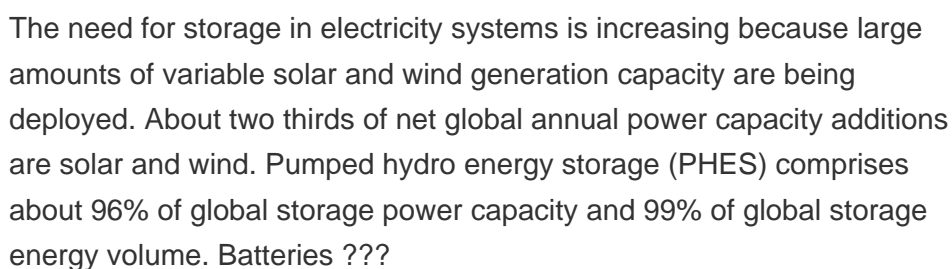 The need for storage in electricity systems is increasing because large
amounts of variable solar and wind generation capacity are being
deployed. About two thirds of net global annual power capacity additions
are solar and wind. Pumped hydro energy storage (PHES) comprises
about 96% of global storage power capacity and 99% of global storage
energy volume. Batteries ???